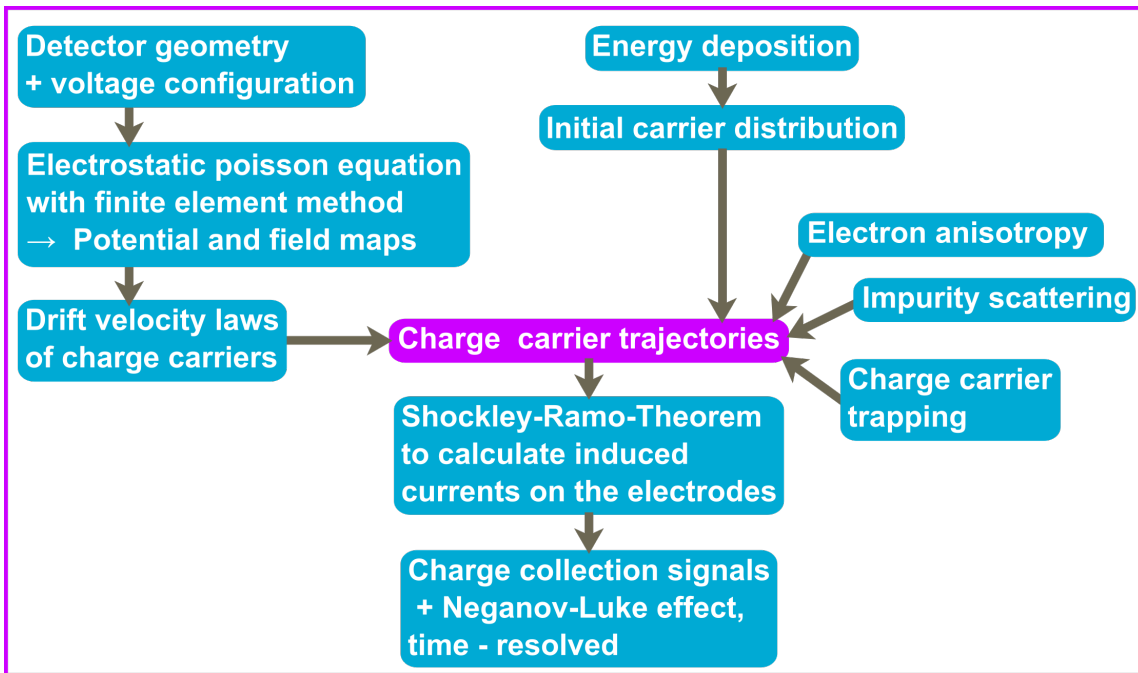 Detector geometry
+ voltage configuration
Electrostatic poisson equation
with finite element method
→ Potential and field maps
Drift velocity laws
of charge carriers
Energy deposition
Initial carrier distribution
Electron anisotropy
Impurity scattering
Charge carrier
trapping
Charge carrier trajectories
Shockley-Ramo-Theorem
to calculate induced
currents on the electrodes
Charge collection signals
+ Neganov-Luke effect,
time - resolved